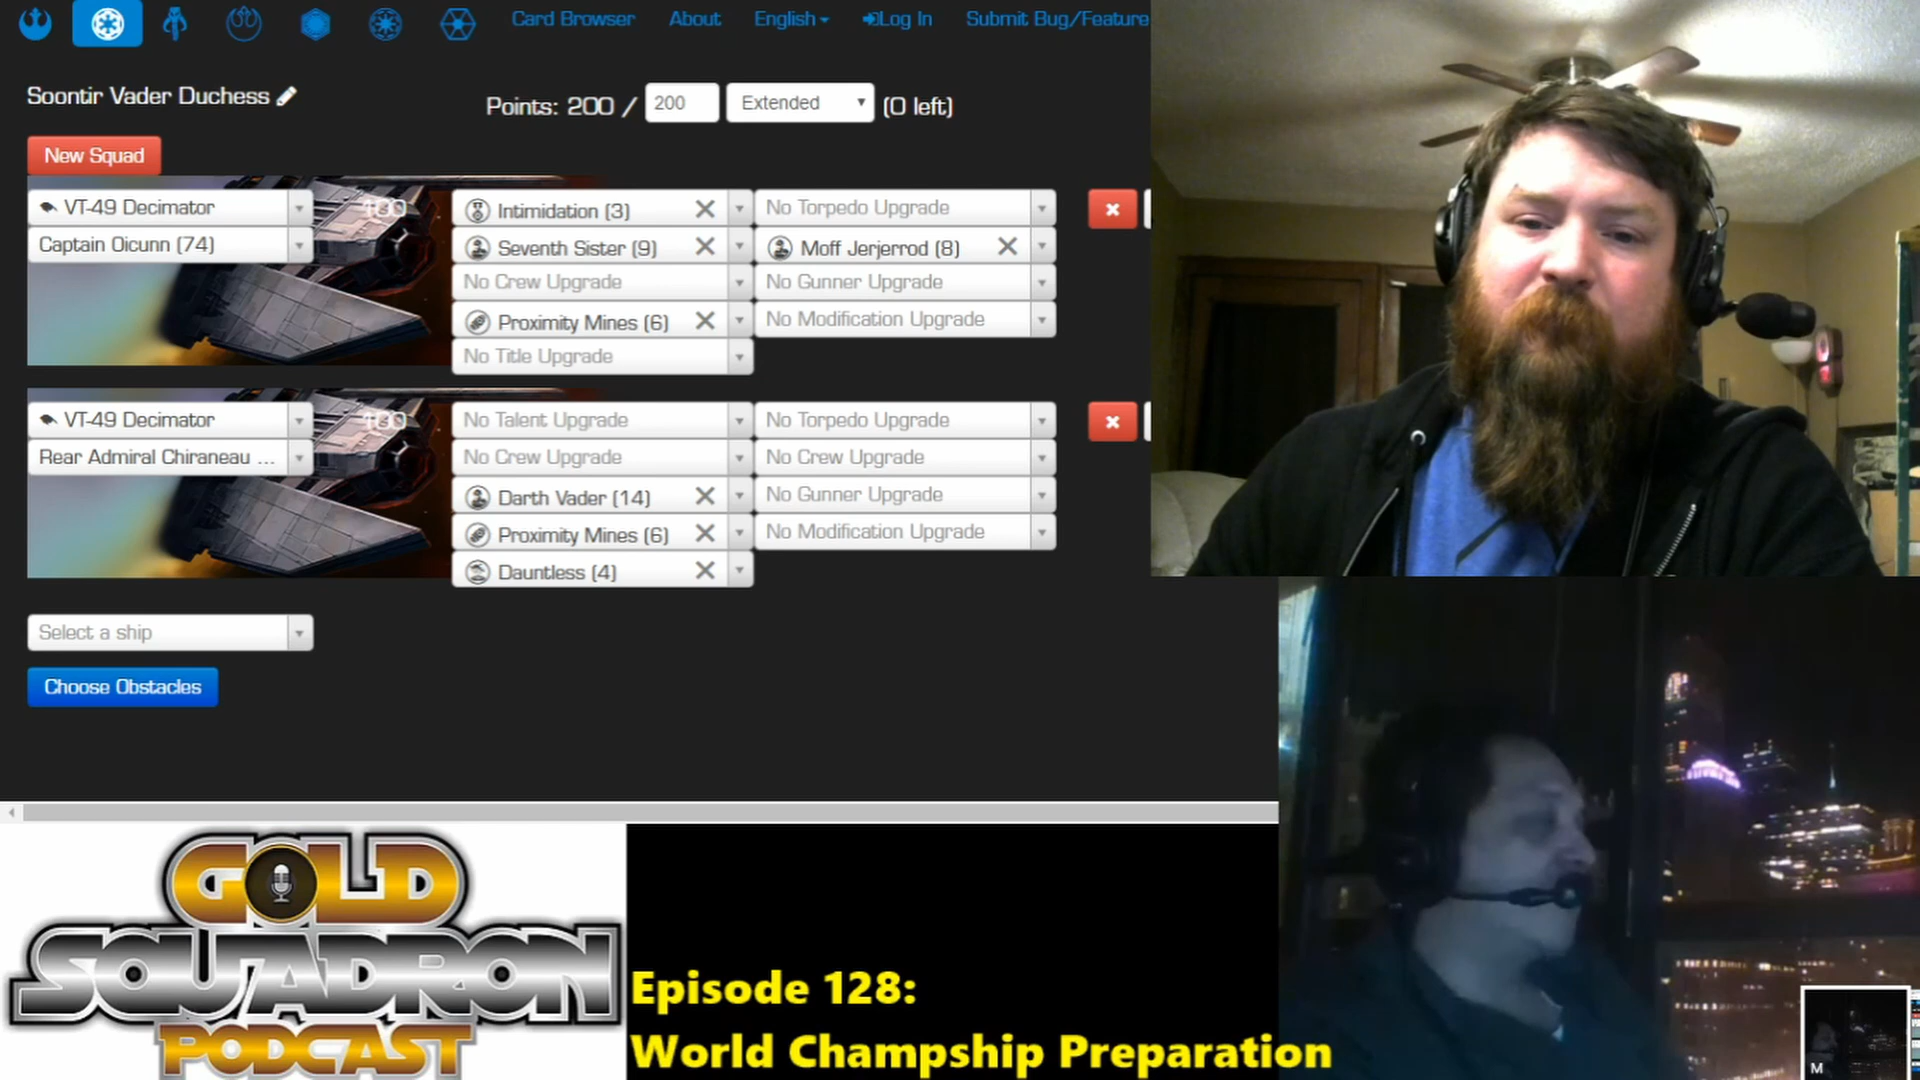 Card Browser About English Log In Submit Bug/Feature
Soontir Vader Duchess
Points: 200 / 200 Extended (0 left)
New Squad
VT-49 Decimator 100 Intimidation (3) No Torpedo Upgrade
Captain Oicunn (74) Seventh Sister (9) Moff Jerjerrod (8)
No Crew Upgrade No Gunner Upgrade
Proximity Mines (6) No Modification Upgrade
No Title Upgrade
VT-49 Decimator 100 No Talent Upgrade No Torpedo Upgrade
Rear Admiral Chiraneau ... No Crew Upgrade No Crew Upgrade
Darth Vader (14) No Gunner Upgrade
Proximity Mines (6) No Modification Upgrade
Dauntless (4)
Select a ship
Choose Obstacles
GOLD
SQUADRON
PODCAST
Episode 128:
World Champship Preparation
M